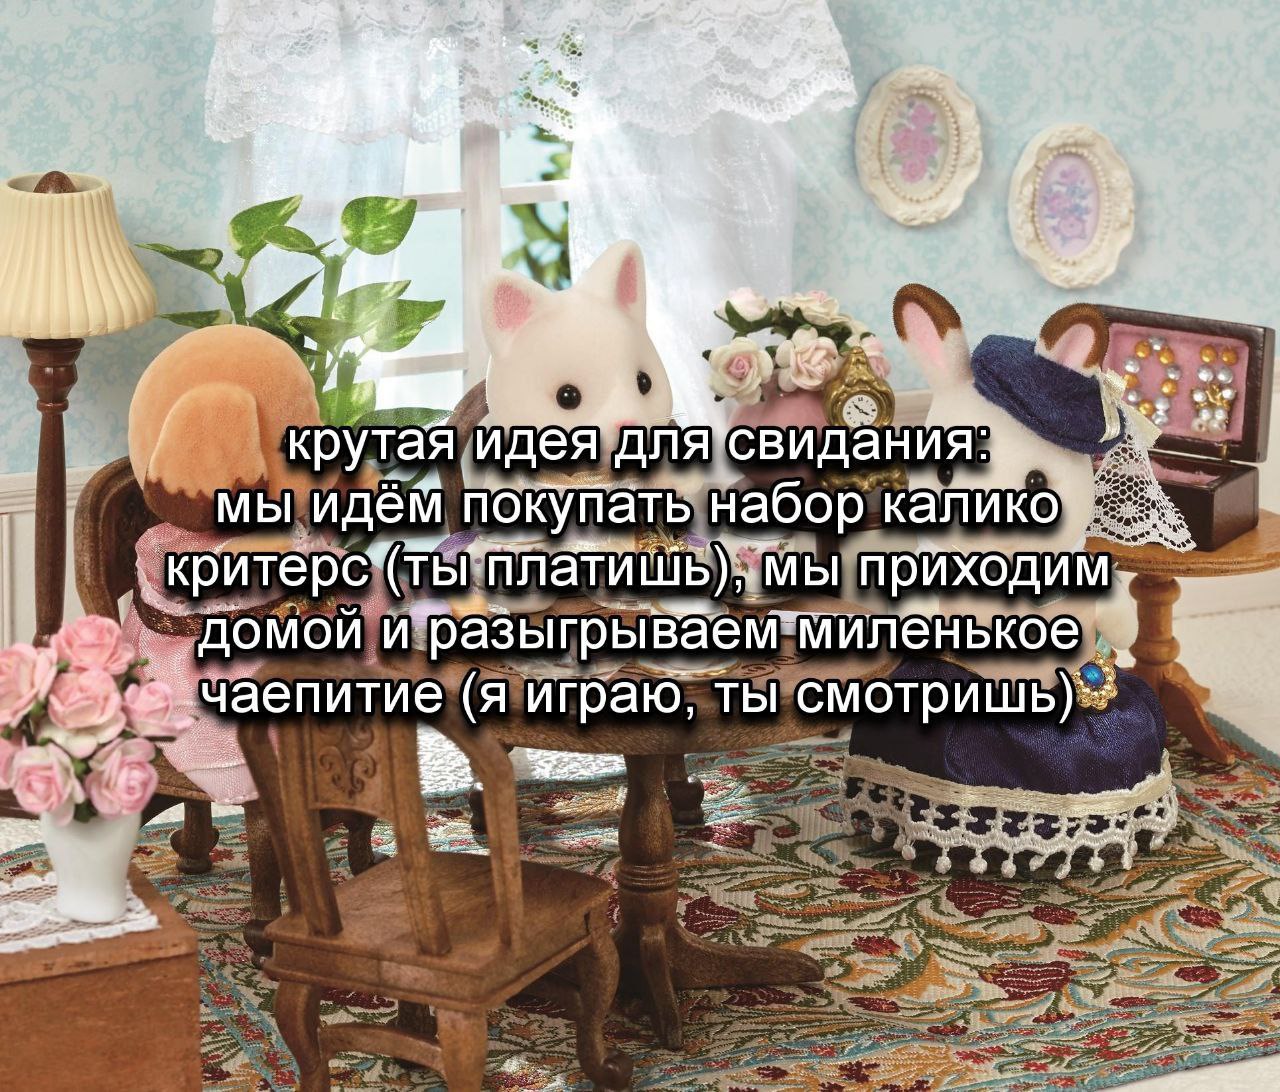 крутая идея для свидания:
мы идём покупать набор калико
критерс (ты платишь), мы приходим
домой и разыгрываем миленькое
чаепитие (я играю, ты смотришь)